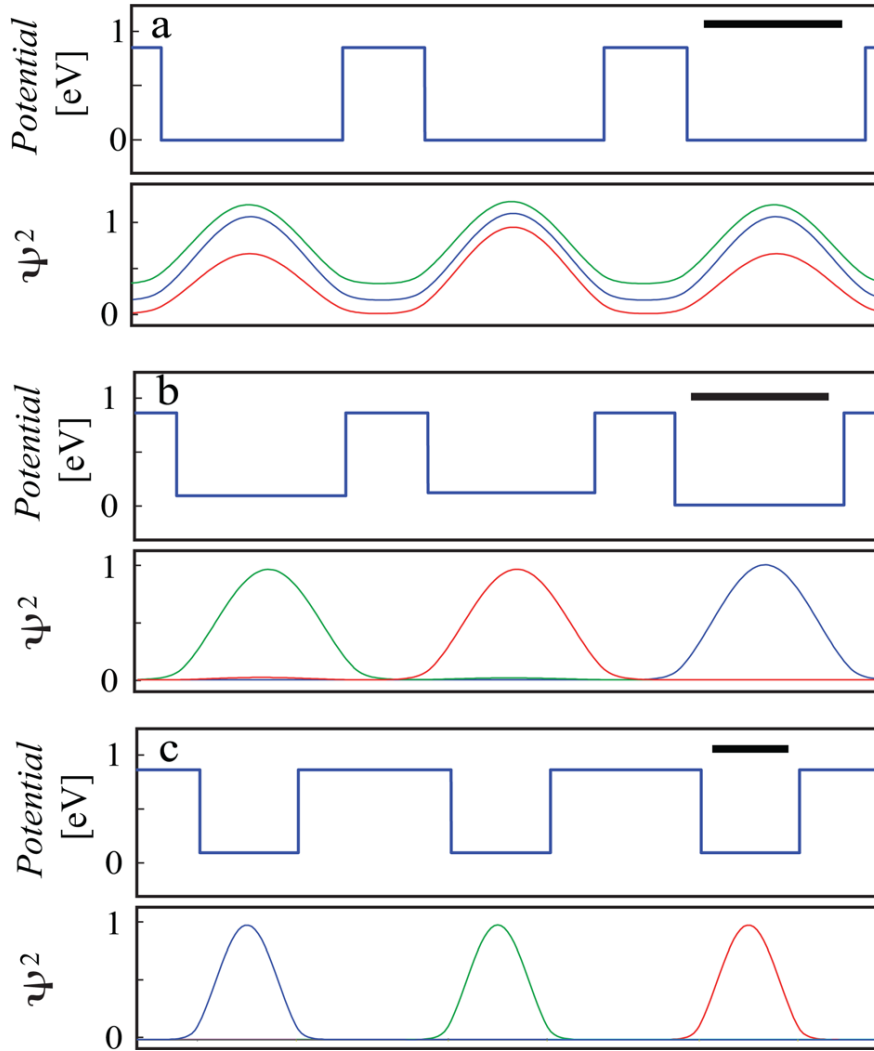 a
Potential
[eV]
1
0
Ψ²
1
0
b
Potential
[eV]
1
0
Ψ²
1
0
c
Potential
[eV]
1
0
Ψ²
1
0